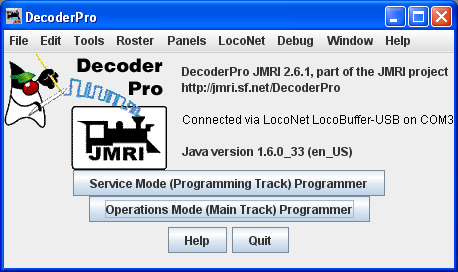 DecoderPro
File Edit Tools Roster Panels LocoNet Debug Window Help
Decoder
Pro
JMRI
DecoderPro JMRI 2.6.1, part of the JMRI project
http://jmri.sf.net/DecoderPro
Connected via LocoNet LocoBuffer-USB on COM3
Java version 1.6.0_33 (en_US)
Service Mode (Programming Track) Programmer
Operations Mode (Main Track) Programmer
Help Quit